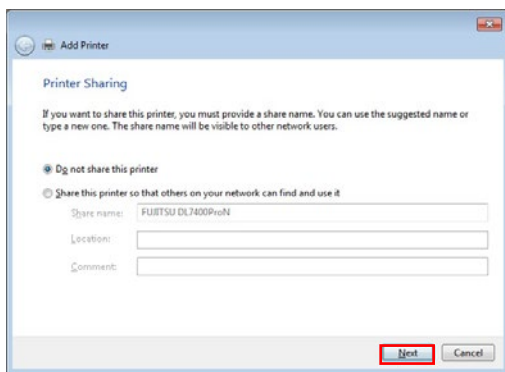 Add Printer
Printer Sharing
If you want to share this printer, you must provide a share name. You can use the suggested name or
type a new one. The share name will be visible to other network users.
Do not share this printer
Share this printer so that others on your network can find and use it
Share name: FUJITSU DL7400ProN
Location:
Comment:
Next Cancel